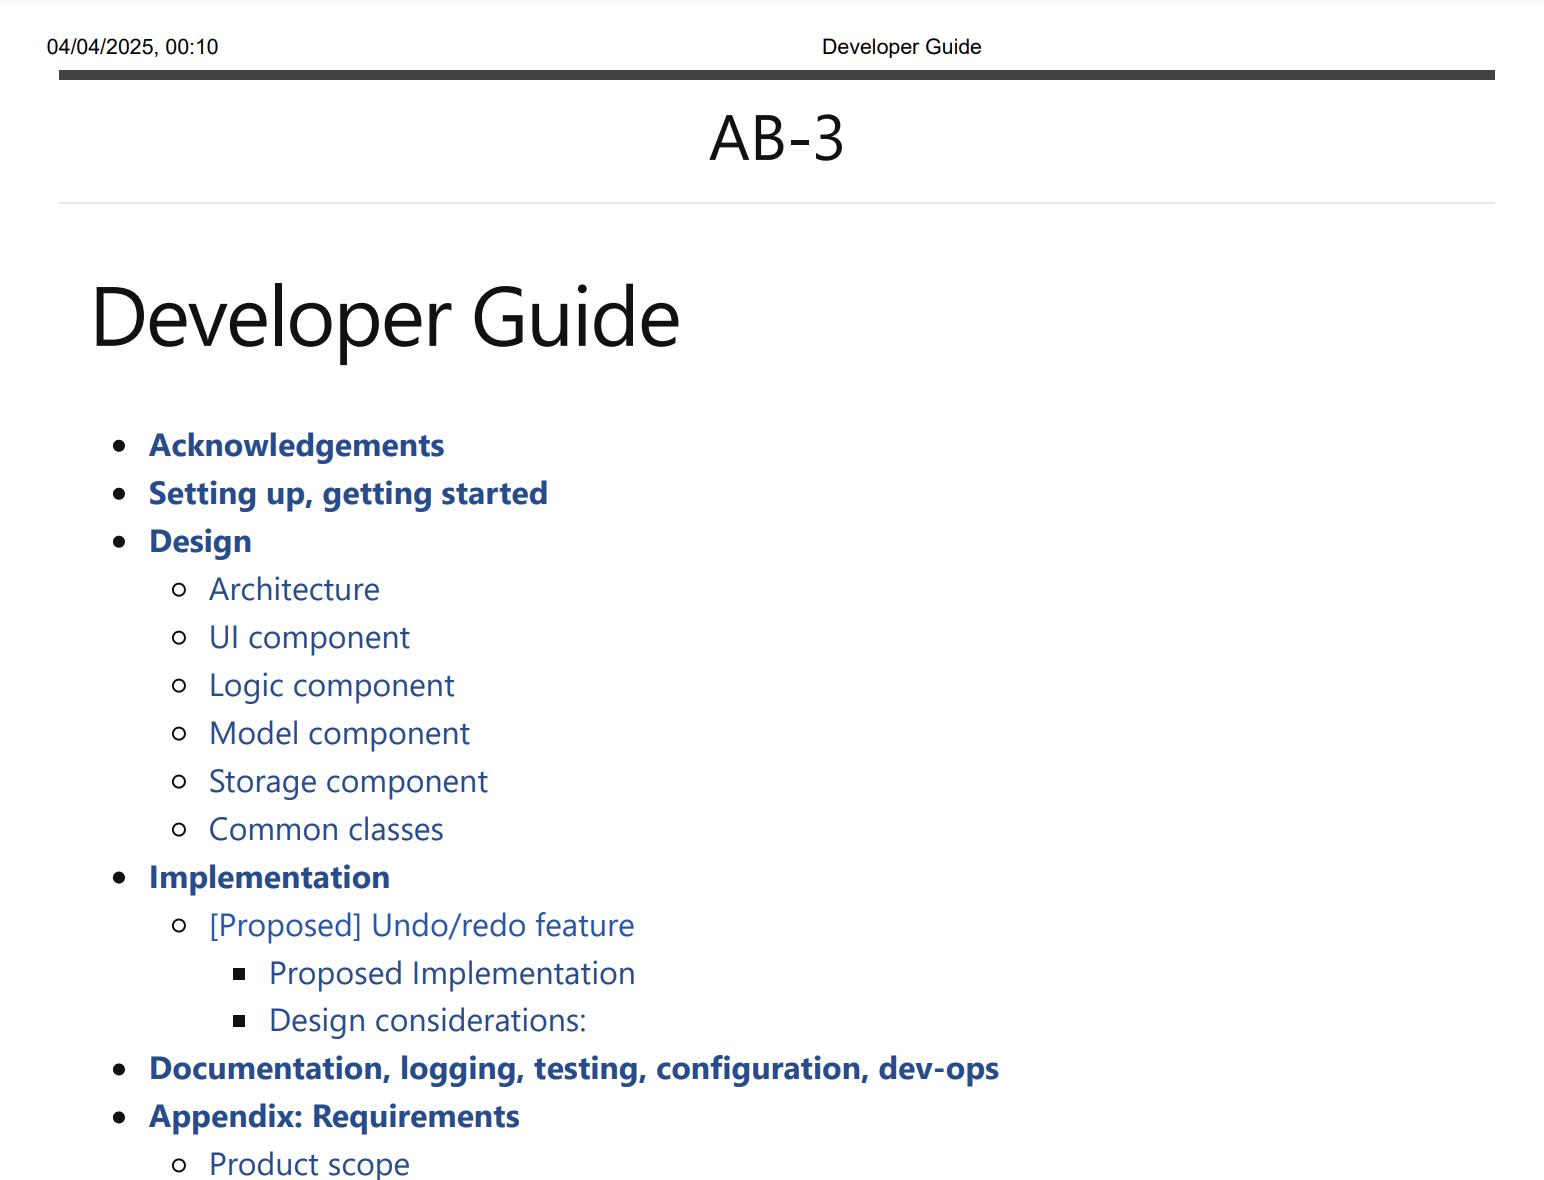 04/04/2025, 00:10
Developer Guide
AB-3
Developer Guide
Acknowledgements
Setting up, getting started
Design
Architecture
UI component
Logic component
Model component
Storage component
Common classes
Implementation
[Proposed] Undo/redo feature
Proposed Implementation
Design considerations:
Documentation, logging, testing, configuration, dev-ops
Appendix: Requirements
Product scope